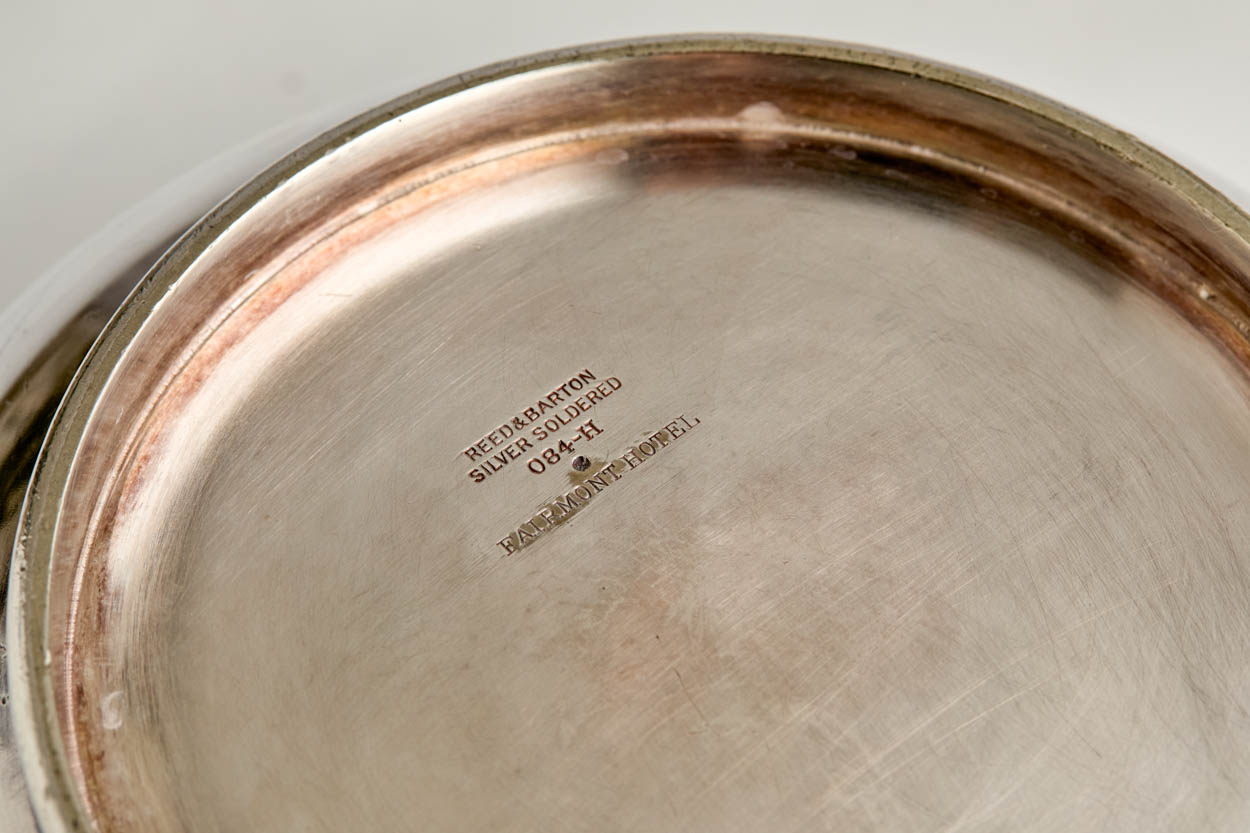 REED & BARTON
SILVER SOLDERED
084-H
FAIRMONT HOTEL